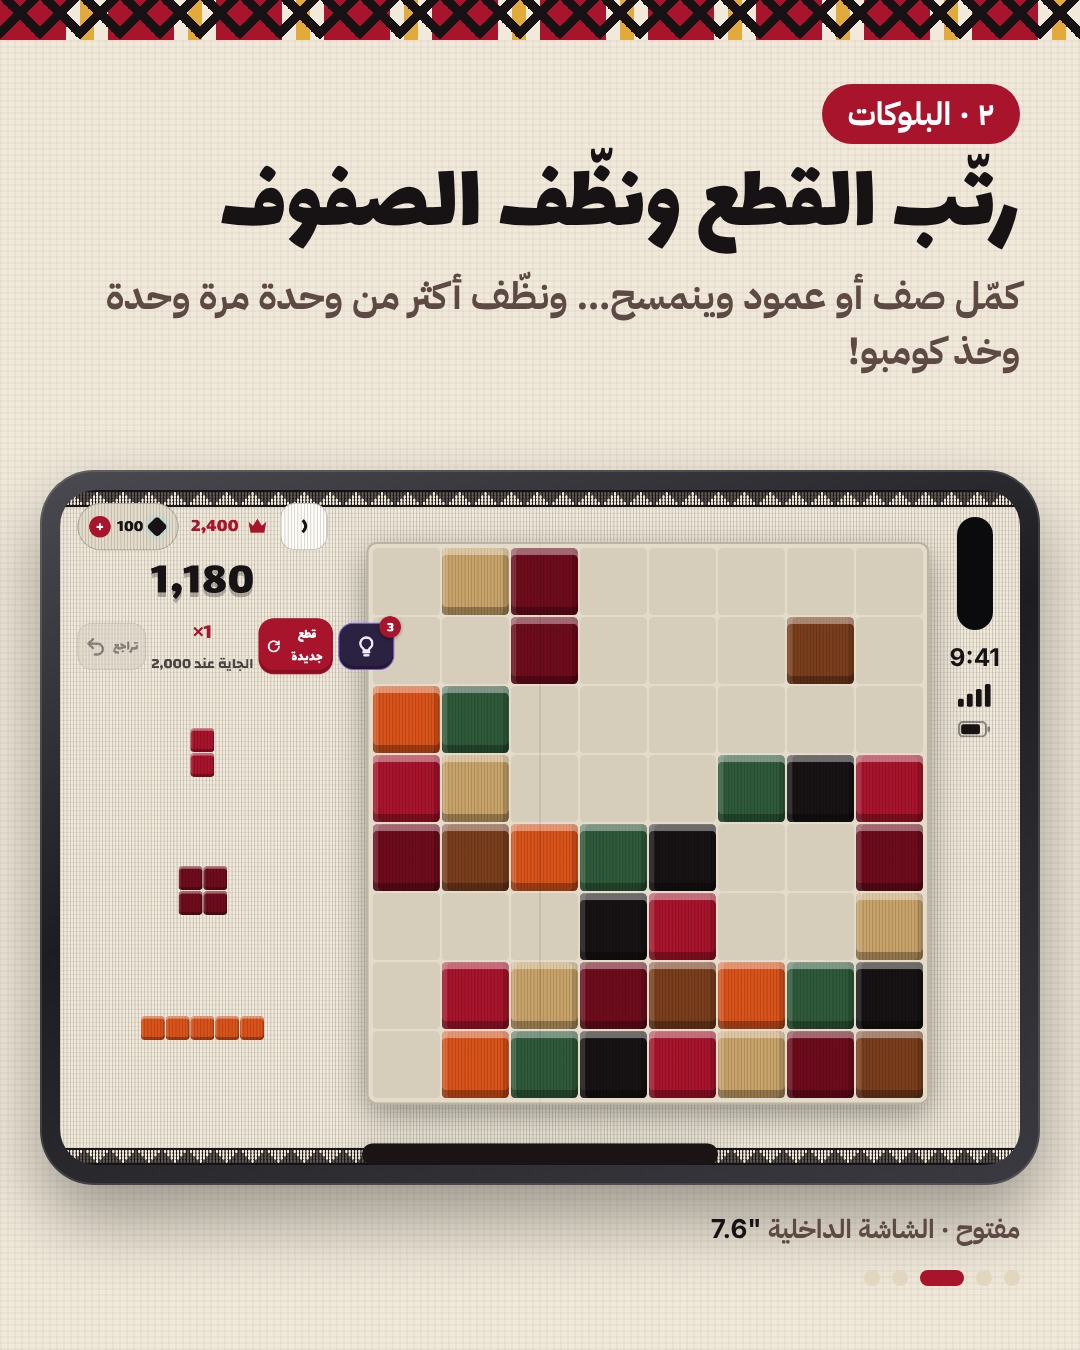 ٢ · البلوكات
رتّب القطع ونظّف الصفوف
كمّل صف أو عمود وينمسح... ونظّف أكثر من وحدة مرة وحدة
وخذ كومبو!
2,400
100
1,180
9:41
3
قطع
جديدة
×1
الجاية عند 2,000
تراجع
مفتوح · الشاشة الداخلية "7.6